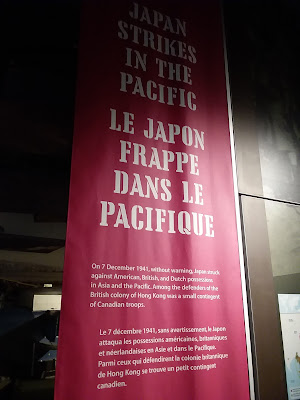 JAPAN
STRIKES
IN THE
PACIFIC
LE JAPON
FRAPPE
DANS LE
PACIFIQUE
On 7 December 1941, without warning, Japan struck
against American, British, and Dutch possessions
in Asia and the Pacific. Among the defenders of the
British colony of Hong Kong was a small contingent
of Canadian troops.
Le 7 décembre 1941, sans avertissement, le Japon
attaqua les possessions américaines, britanniques
et néerlandaises en Asie et dans le Pacifique.
Parmi ceux qui défendirent la colonie britannique
de Hong Kong se trouve un petit contingent
canadien.